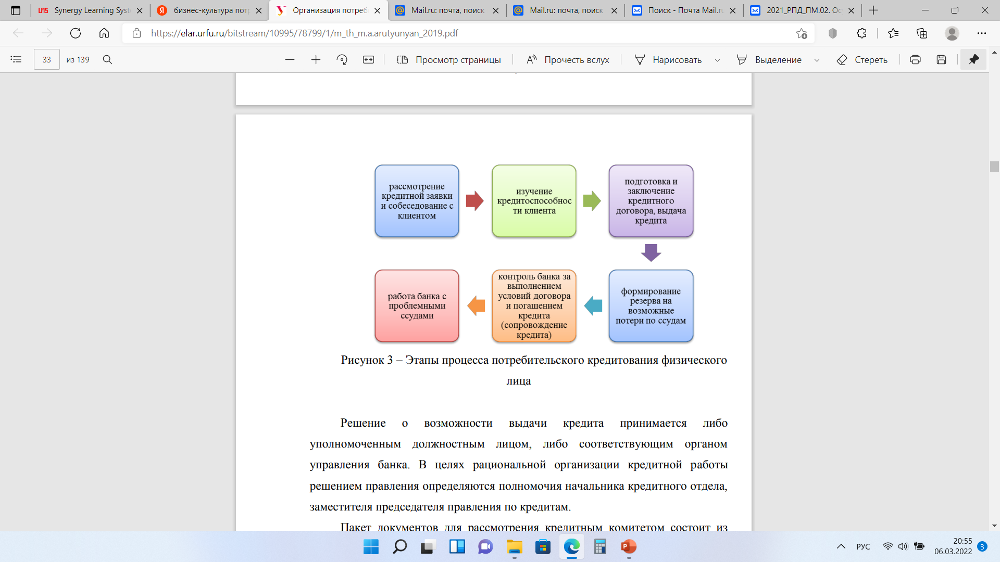 LMS Synergy Learning Syst
Я бизнес-культура потр
Организация потреб
Mail.ru: почта, поиск
Mail.ru: почта, поиск
Поиск - Почта Mail.ru
2021_РПД_ПМ.02. Ос
https://elar.urfu.ru/bitstream/10995/78799/1/m_th_m.a.arutyunyan_2019.pdf
33 из 139
Просмотр страницы
Прочесть вслух
Нарисовать
Выделение
Стереть
рассмотрение
кредитной заявки
и собеседование с
клиентом
изучение
кредитоспособнос
ти клиента
подготовка и
заключение
кредитного
договора, выдача
кредита
формирование
резерва на
возможные
потери по ссудам
контроль банка за
выполнением
условий договора
и погашением
кредита
(сопровождение
кредита)
работа банка с
проблемными
ссудами
Рисунок 3 – Этапы процесса потребительского кредитования физического
лица
Решение о возможности выдачи кредита принимается либо
уполномоченным должностным лицом, либо соответствующим органом
управления банка. В целях рациональной организации кредитной работы
решением правления определяются полномочия начальника кредитного отдела,
заместителя председателя правления по кредитам.
Пакет документов для рассмотрения кредитным комитетом состоит из
РУС
20:55
06.03.2022
3